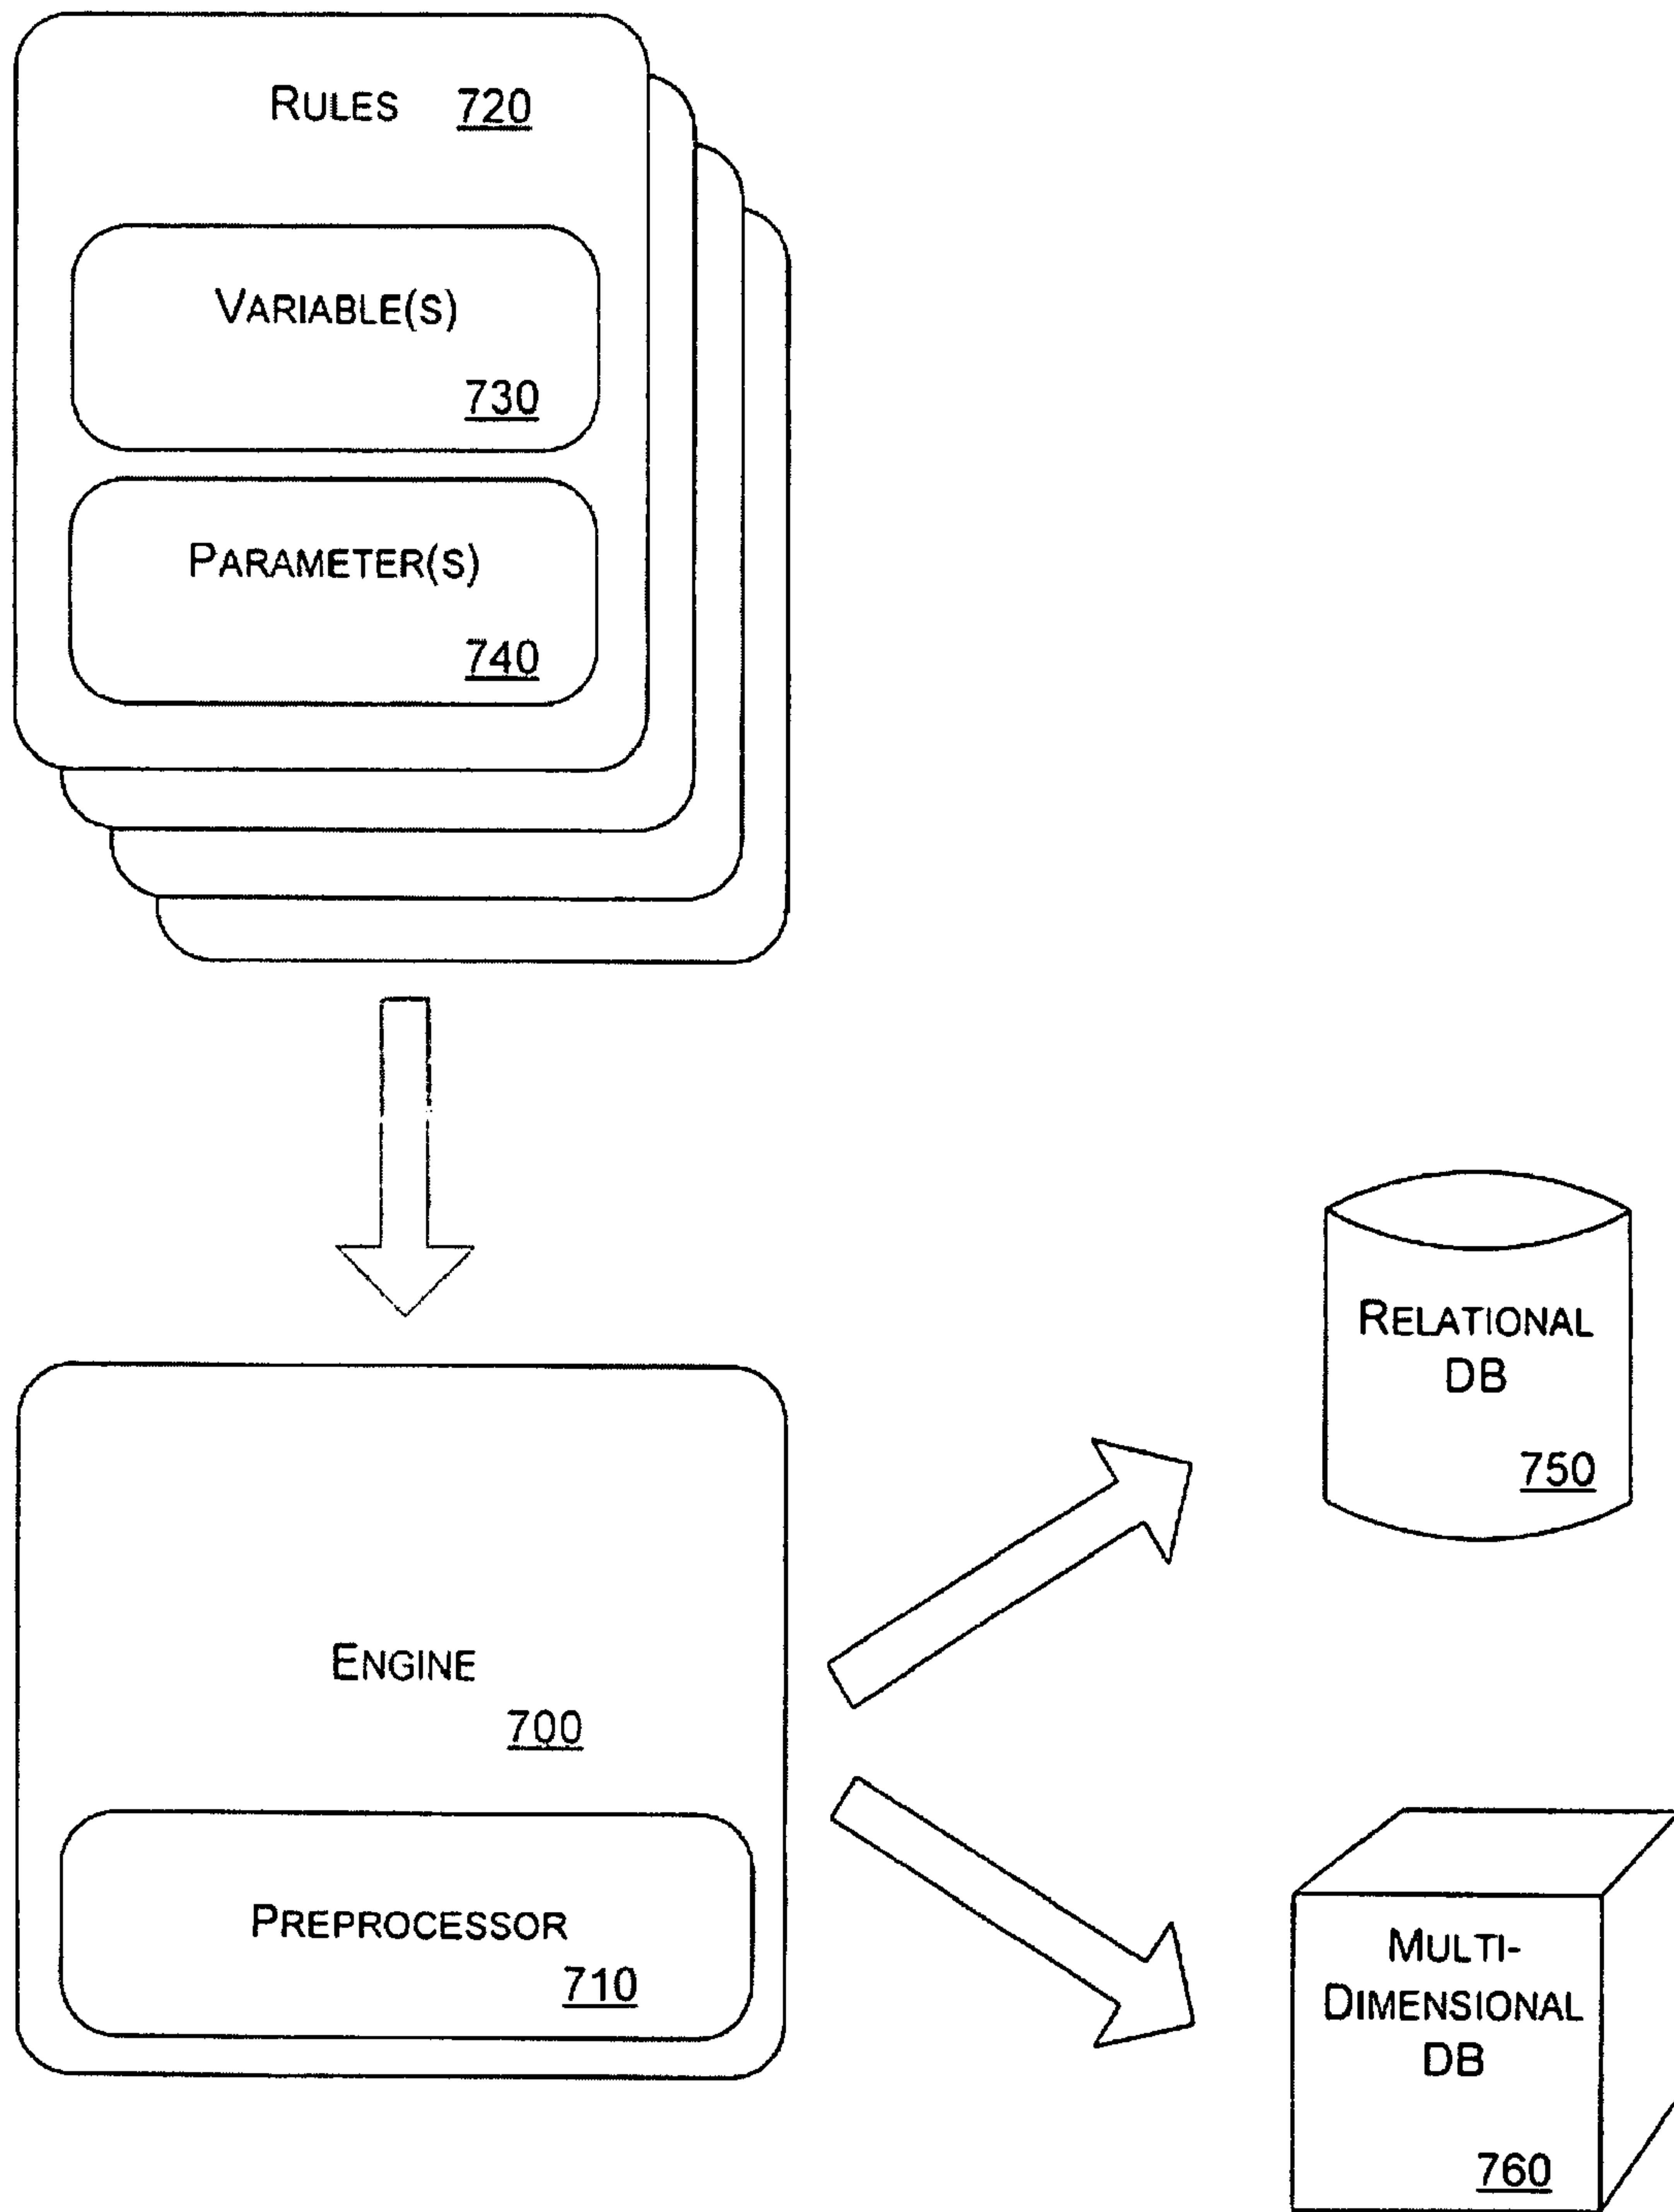 RULES 720
VARIABLE(S)
730
PARAMETER(S)
740
RELATIONAL
DB
750
ENGINE
700
PREPROCESSOR
710
MULTI-
DIMENSIONAL
DB
760